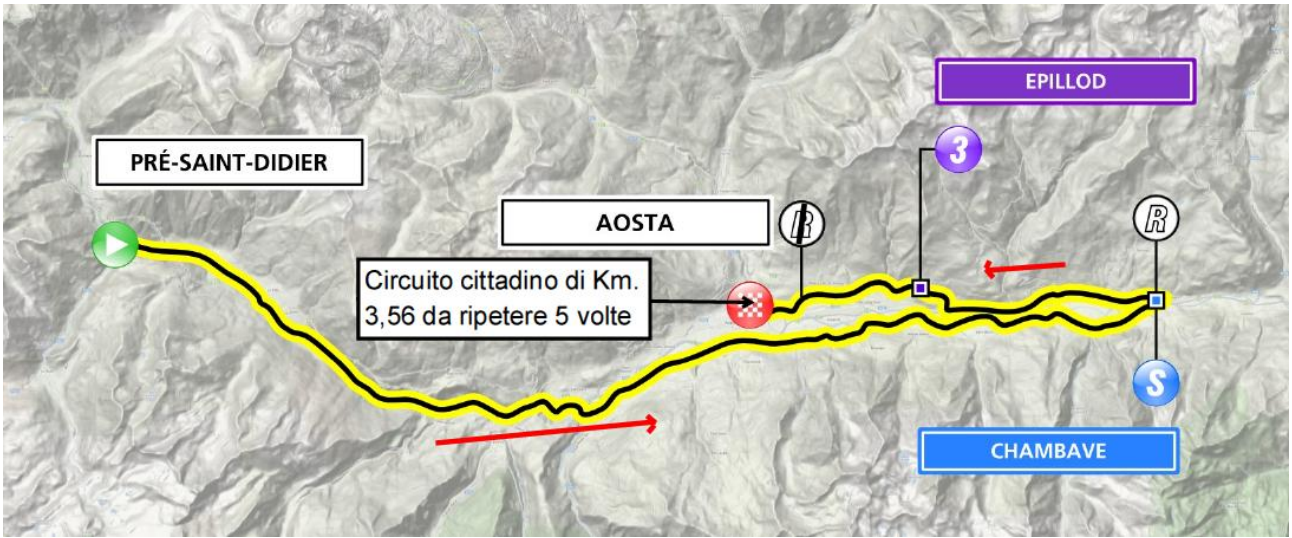 EPILLOD
3
PRÉ-SAINT-DIDIER
R
AOSTA
R
Circuito cittadino di Km.
3,56 da ripetere 5 volte
S
CHAMBAVE